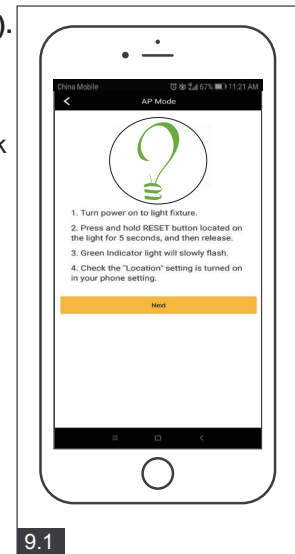 ).
k
China Mobile 67% 11:21 AM
AP Mode
1. Turn power on to light fixture.
2. Press and hold RESET button located on
the light for 5 seconds, and then release.
3. Green Indicator light will slowly flash.
4. Check the "Location" setting is turned on
in your phone setting.
Next
9.1